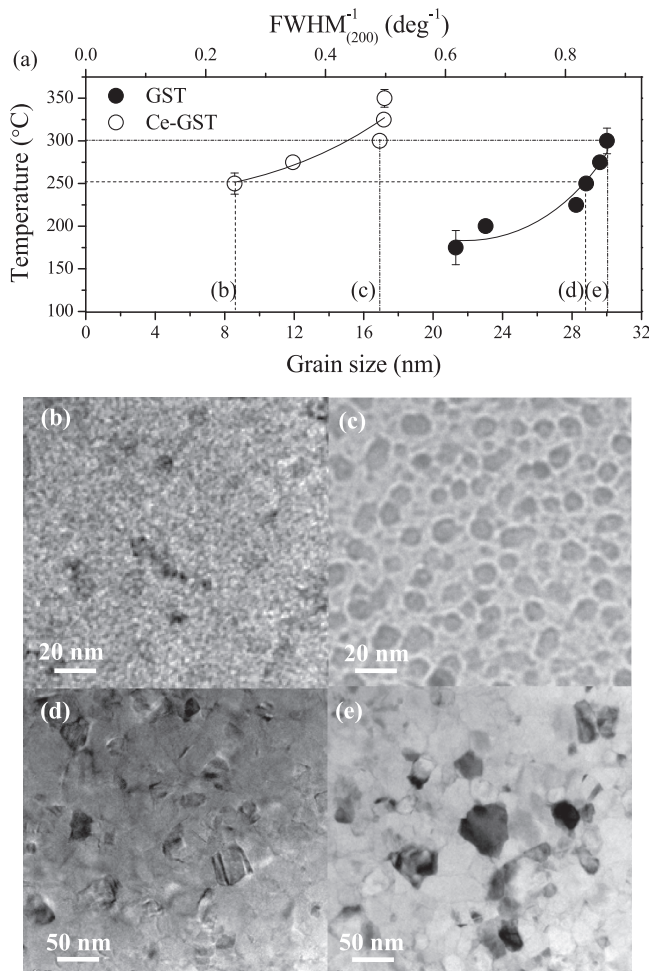 FWHM⁻¹₍₂₀₀₎ (deg⁻¹)
(a)
0.0 0.2 0.4 0.6 0.8
GST
Ce-GST
Temperature (°C)
350
300
250
200
150
100
(b) (c) (d) (e)
0 4 8 12 16 20 24 28 32
Grain size (nm)
(b)
20 nm
(c)
20 nm
(d)
50 nm
(e)
50 nm